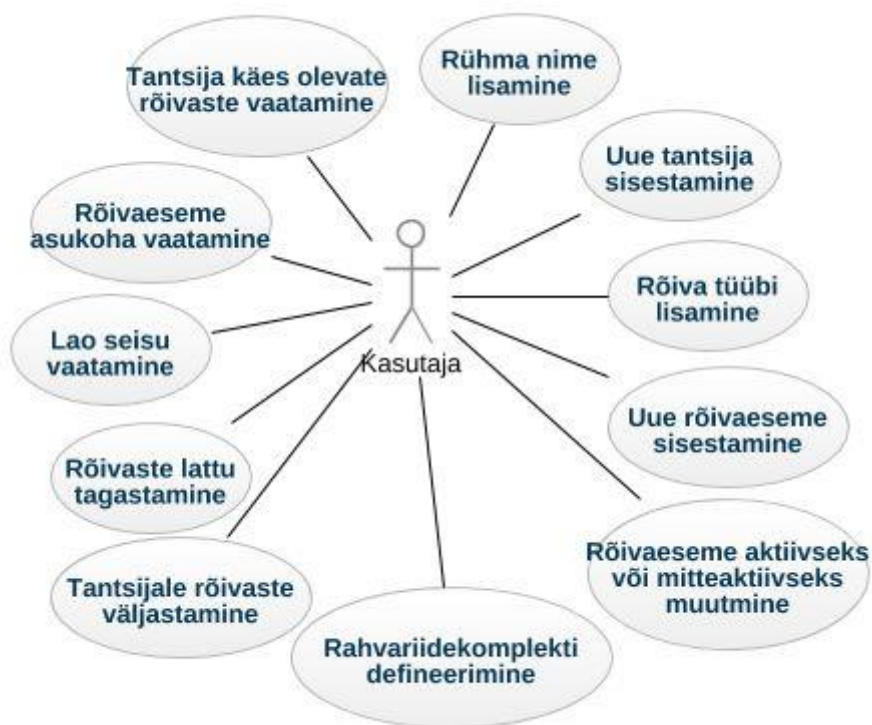 Tantsija käes olevate
rõivaste vaatamine
Rühma nime
lisamine
Uue tantsija
sisestamine
Rõivaeseme
asukoha vaatamine
Rõiva tüübi
lisamine
Lao seisu
vaatamine
Kasutaja
Uue rõivaeseme
sisestamine
Rõivaste lattu
tagastamine
Rõivaeseme aktiivseks
või mitteaktiivseks
muutmine
Tantsijale rõivaste
väljastamine
Rahvariidekomplekti
defineerimine